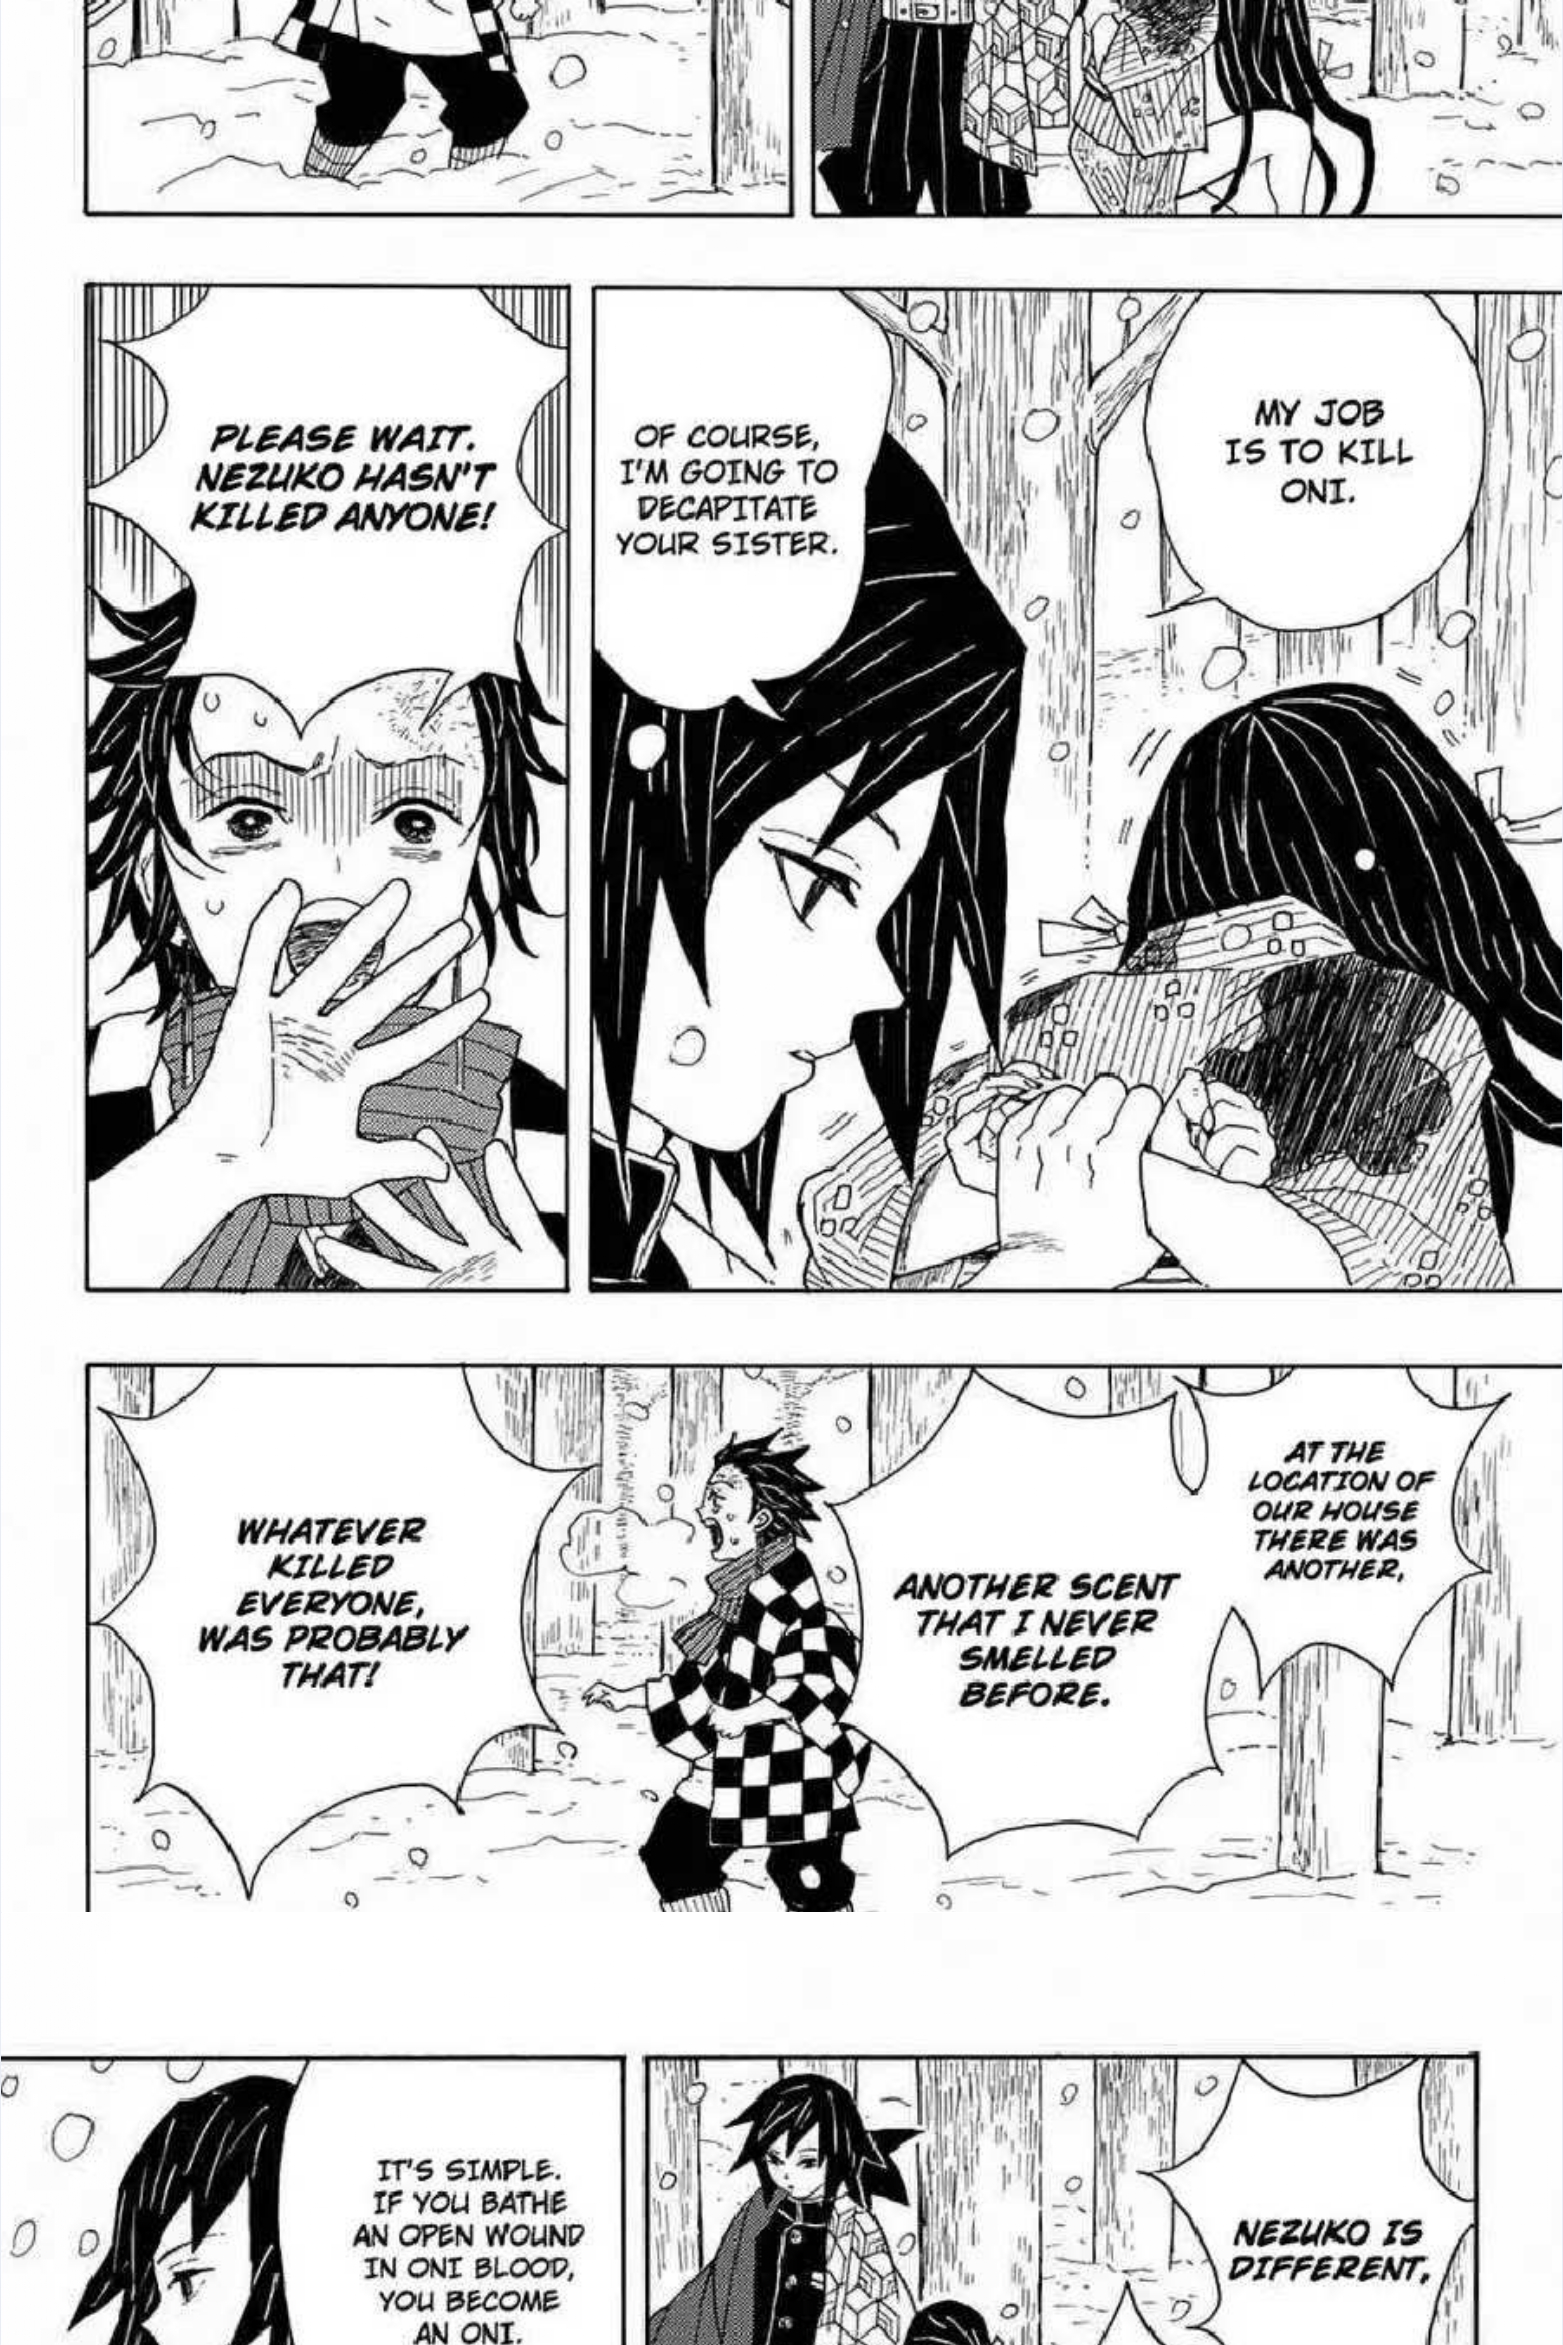 MY JOB
IS TO KILL
ONI.
OF COURSE,
I'M GOING TO
DECAPITATE
YOUR SISTER.
PLEASE WAIT.
NEZUKO HASN"T
KILLED ANYONE!
AT THE
LOCATION OF
OUR HOUSE
THERE WAS
ANOTHER,
ANOTHER SCENT
THAT I NEVER
SMELLED
BEFORE.
WHATEVER
KILLED
EVERYONE,
WAS PROBABLY
THAT!
NEZUKO IS
DIFFERENT,
IT'S SIMPLE.
IF YOU BATHE
AN OPEN WOUND
IN ONI BLOOD,
YOU BECOME
AN ONI.